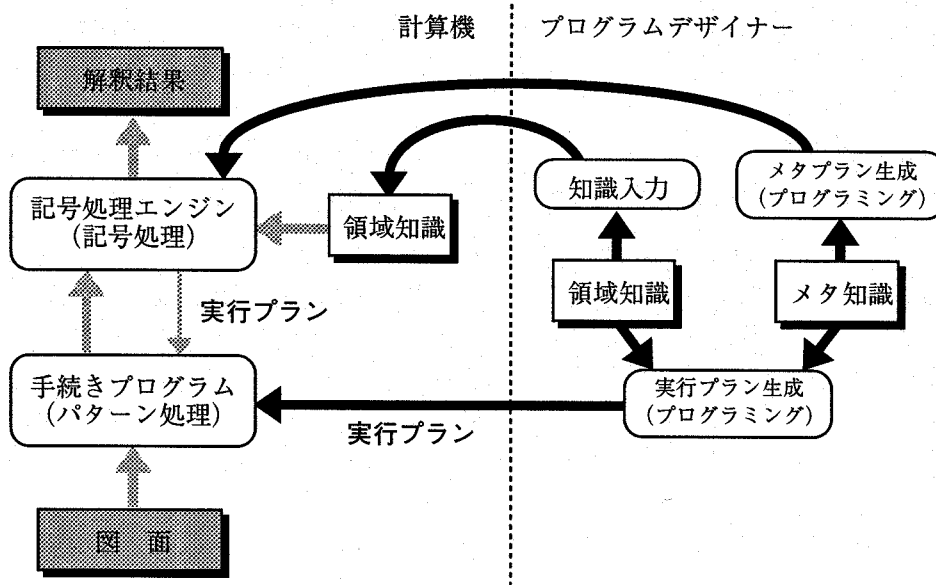 計算機
プログラムデザイナー
解釈結果
記号処理エンジン
(記号処理)
領域知識
知識入力
メタプラン生成
(プログラミング)
領域知識
メタ知識
実行プラン
手続きプログラム
(パターン処理)
実行プラン
実行プラン生成
(プログラミング)
図 面